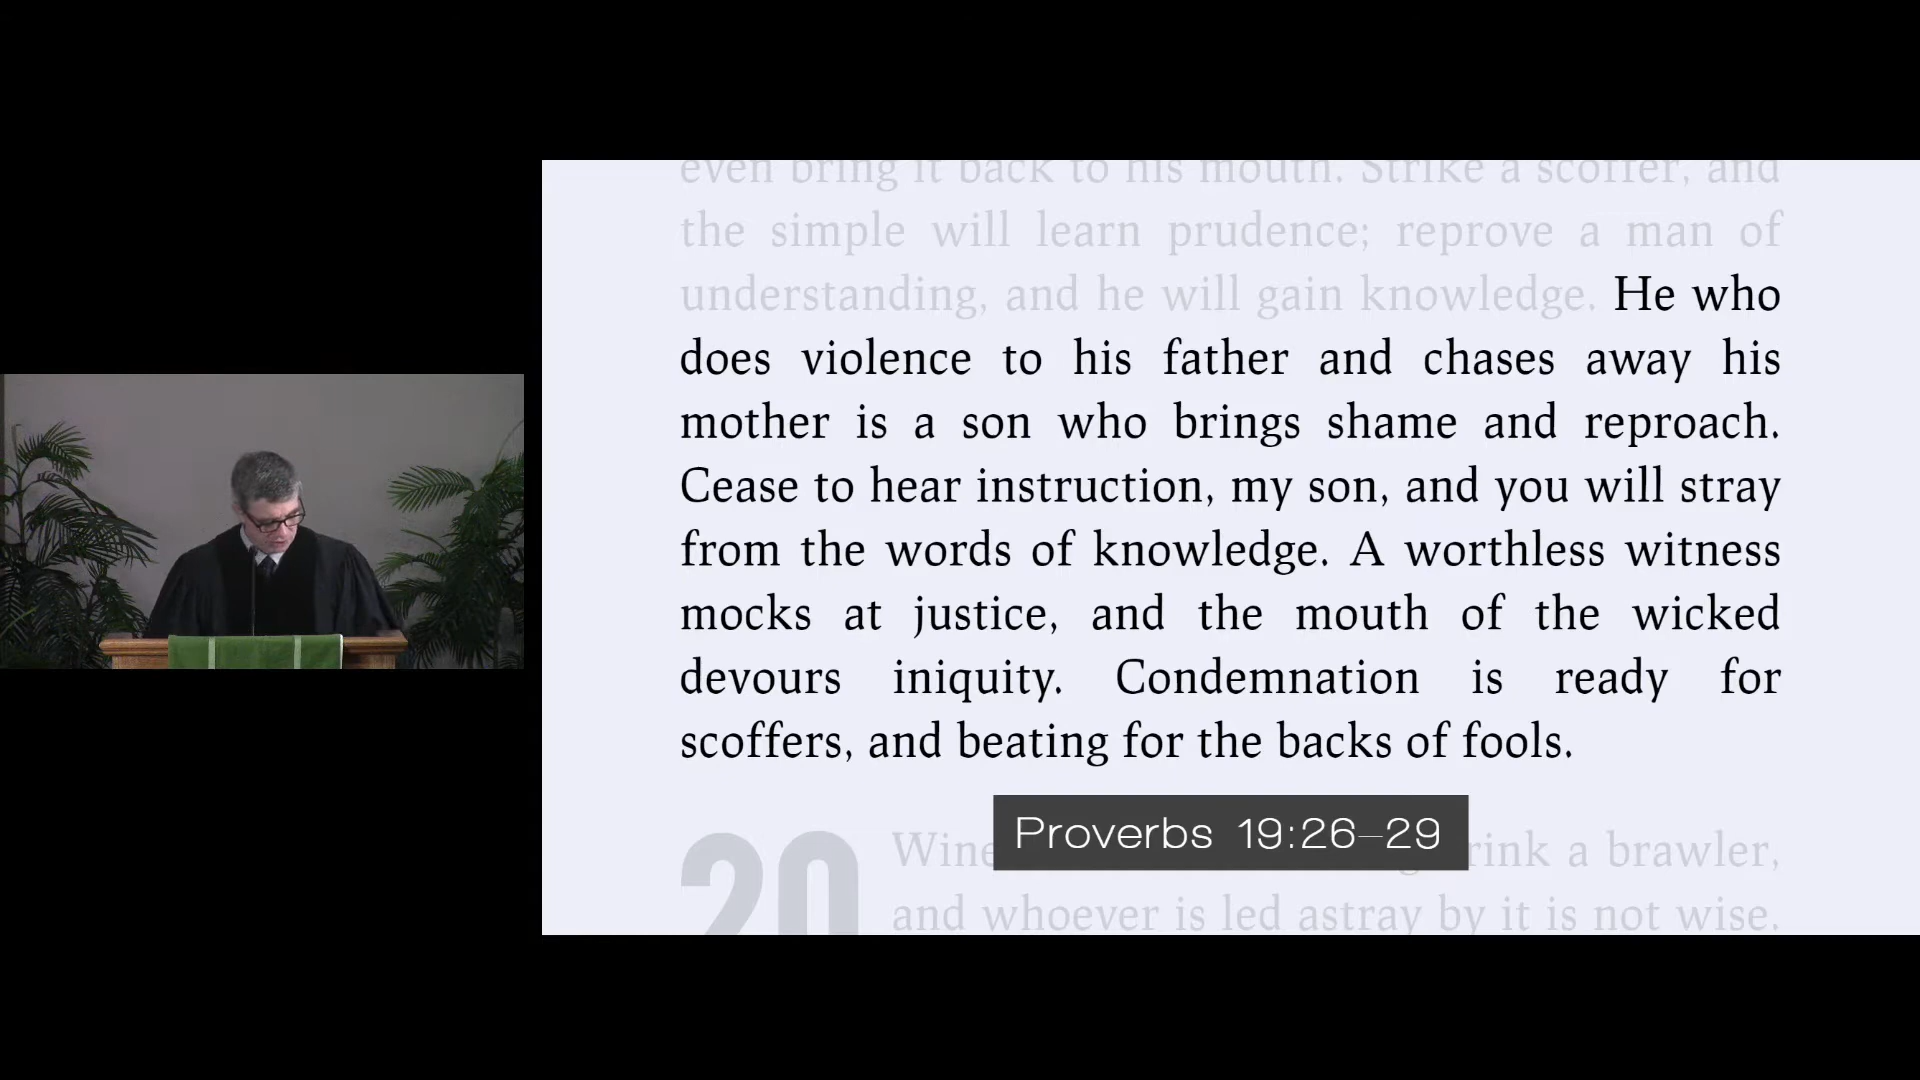 even bring it back to his mouth. Strike a scoffer, and
the simple will learn prudence; reprove a man of
understanding, and he will gain knowledge. He who
does violence to his father and chases away his
mother is a son who brings shame and reproach.
Cease to hear instruction, my son, and you will stray
from the words of knowledge. A worthless witness
mocks at justice, and the mouth of the wicked
devours iniquity. Condemnation is ready for
scoffers, and beating for the backs of fools.
Proverbs 19:26–29
20
Wine a brawler,
and whoever is led astray by it is not wise.